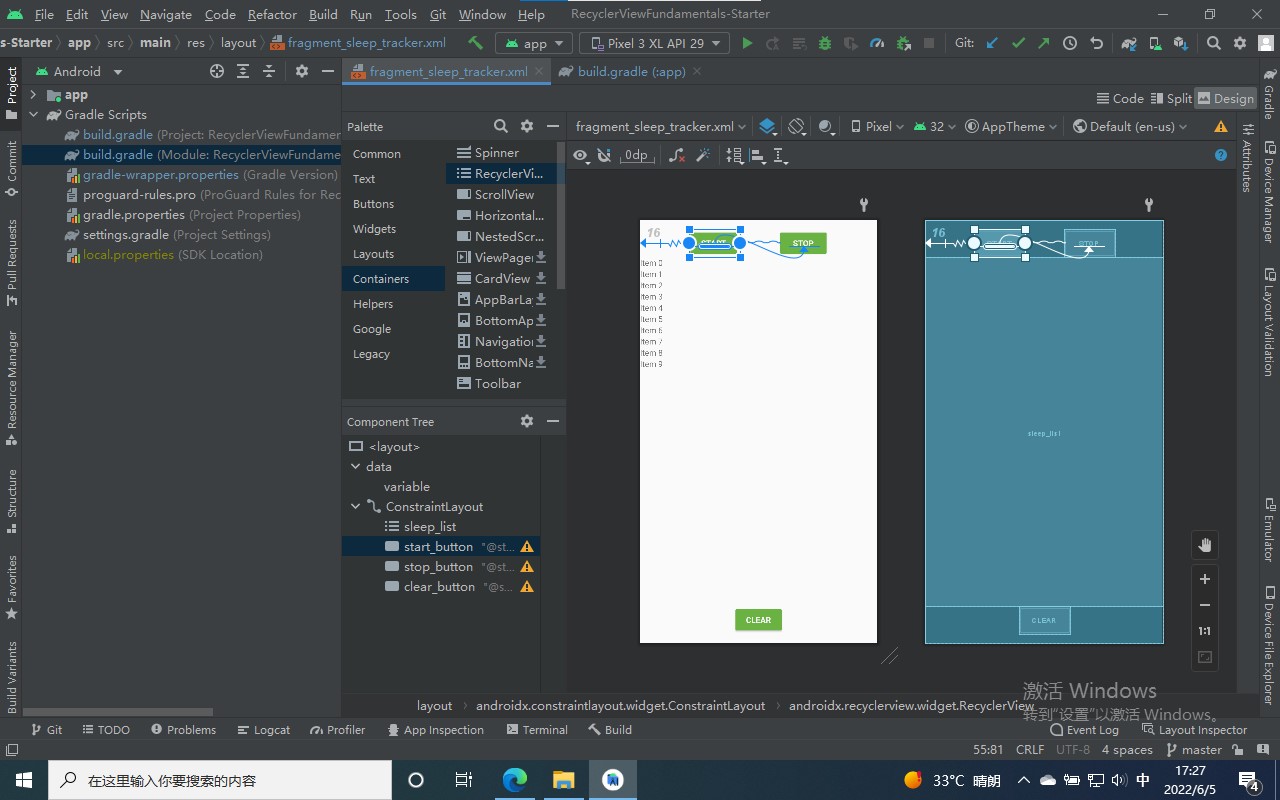 File Edit View Navigate Code Refactor Build Run Tools Git Window Help RecyclerViewFundamentals-Starter
s-Starter app src main res layout fragment_sleep_tracker.xml app Pixel 3 XL API 29 Git:
Android fragment_sleep_tracker.xml build.gradle (:app)
Code Split Design
app
Gradle Scripts
build.gradle (Project: RecyclerViewFundamen
build.gradle (Module: RecyclerViewFundame
gradle-wrapper.properties (Gradle Version)
proguard-rules.pro (ProGuard Rules for Rec
gradle.properties (Project Properties)
settings.gradle (Project Settings)
local.properties (SDK Location)
Project
Commit
Pull Requests
Resource Manager
Structure
Favorites
Build Variants
Palette
Common
Text
Buttons
Widgets
Layouts
Containers
Helpers
Google
Legacy
Spinner
RecyclerVi...
ScrollView
Horizontal...
NestedScr...
ViewPager
CardView
AppBarLa
BottomAp
Navigation
BottomNa
Toolbar
Component Tree
<layout>
data
variable
ConstraintLayout
sleep_list
start_button "@st...
stop_button "@st...
clear_button "@s...
fragment_sleep_tracker.xml Pixel 32 AppTheme Default (en-us)
0dp
16
START STOP
Item 0
Item 1
Item 2
Item 3
Item 4
Item 5
Item 6
Item 7
Item 8
Item 9
CLEAR
16
STOP
sleep_list
CLEAR
1:1
Attributes
Gradle
Device Manager
Layout Validation
Emulator
Device File Explorer
layout androidx.constraintlayout.widget.ConstraintLayout androidx.recyclerview.widget.RecyclerView
激活 Windows
转到“设置”以激活 Windows。
Git TODO Problems Logcat Profiler App Inspection Terminal Build Event Log Layout Inspector
55:81 CRLF UTF-8 4 spaces master
在这里输入你要搜索的内容 33°C 晴朗 中 17:27
2022/6/5 4